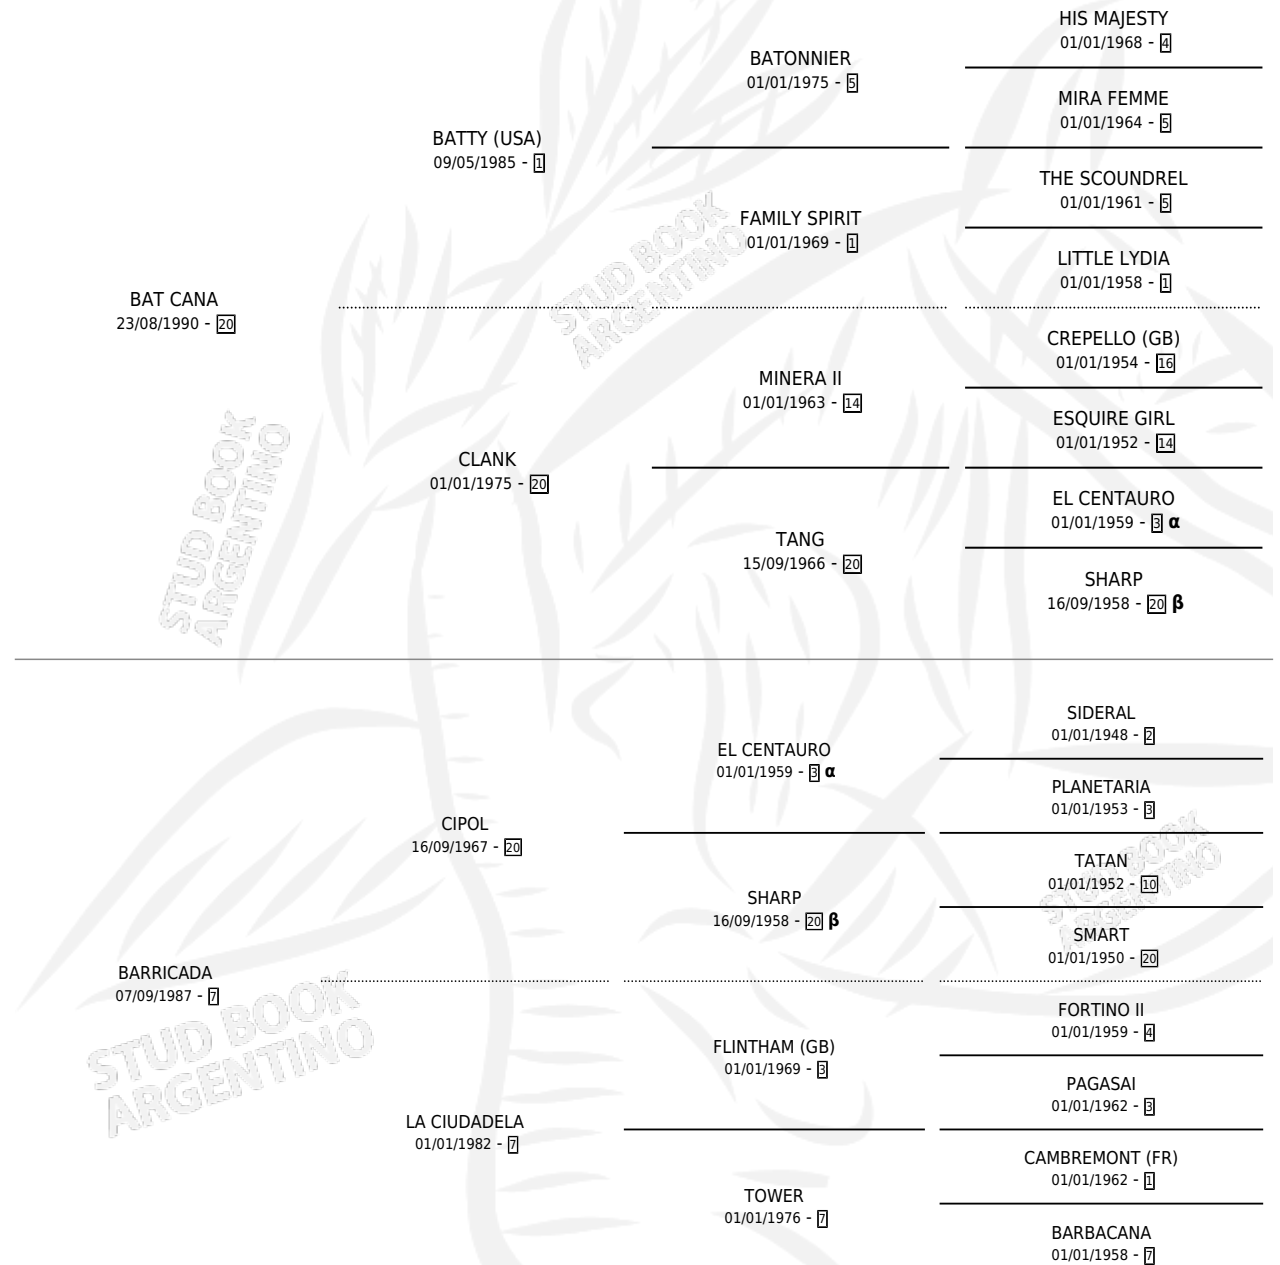 HIS MAJESTY
01/01/1968 - 4
BATONNIER
01/01/1975 - 5
MIRA FEMME
01/01/1964 - 5
BATTY (USA)
09/05/1985 - 1
THE SCOUNDREL
01/01/1961 - 5
FAMILY SPIRIT
01/01/1969 - 1
LITTLE LYDIA
01/01/1958 - 1
BAT CANA
23/08/1990 - 20
CREPELLO (GB)
01/01/1954 - 16
MINERA II
01/01/1963 - 14
ESQUIRE GIRL
01/01/1952 - 14
CLANK
01/01/1975 - 20
EL CENTAURO
01/01/1959 - 3 α
TANG
15/09/1966 - 20
SHARP
16/09/1958 - 20 β
SIDERAL
01/01/1948 - 2
EL CENTAURO
01/01/1959 - 3 α
PLANETARIA
01/01/1953 - 3
CIPOL
16/09/1967 - 20
TATAN
01/01/1952 - 10
SHARP
16/09/1958 - 20 β
SMART
01/01/1950 - 20
BARRICADA
07/09/1987 - 7
FORTINO II
01/01/1959 - 4
FLINTHAM (GB)
01/01/1969 - 3
PAGASAI
01/01/1962 - 3
LA CIUDADELA
01/01/1982 - 7
CAMBREMONT (FR)
01/01/1962 - 1
TOWER
01/01/1976 - 7
BARBACANA
01/01/1958 - 7
STUD BOOK
ARGENTINO
STUD BOOK
ARGENTINO
STUD BOOK
ARGENTINO
STUD BOOK
ARGENTINO